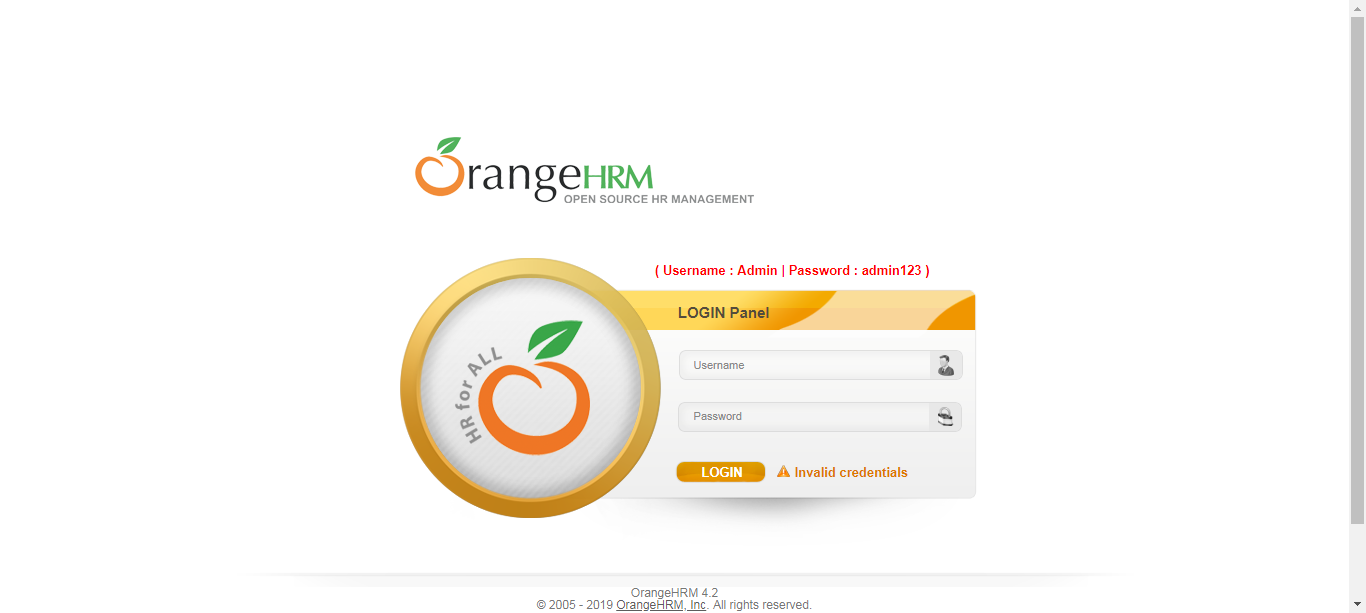 OrangeHRM
OPEN SOURCE HR MANAGEMENT
( Username : Admin | Password : admin123 )
LOGIN Panel
HR for ALL
Username
Password
LOGIN
Invalid credentials
OrangeHRM 4.2
© 2005 - 2019 OrangeHRM, Inc. All rights reserved.